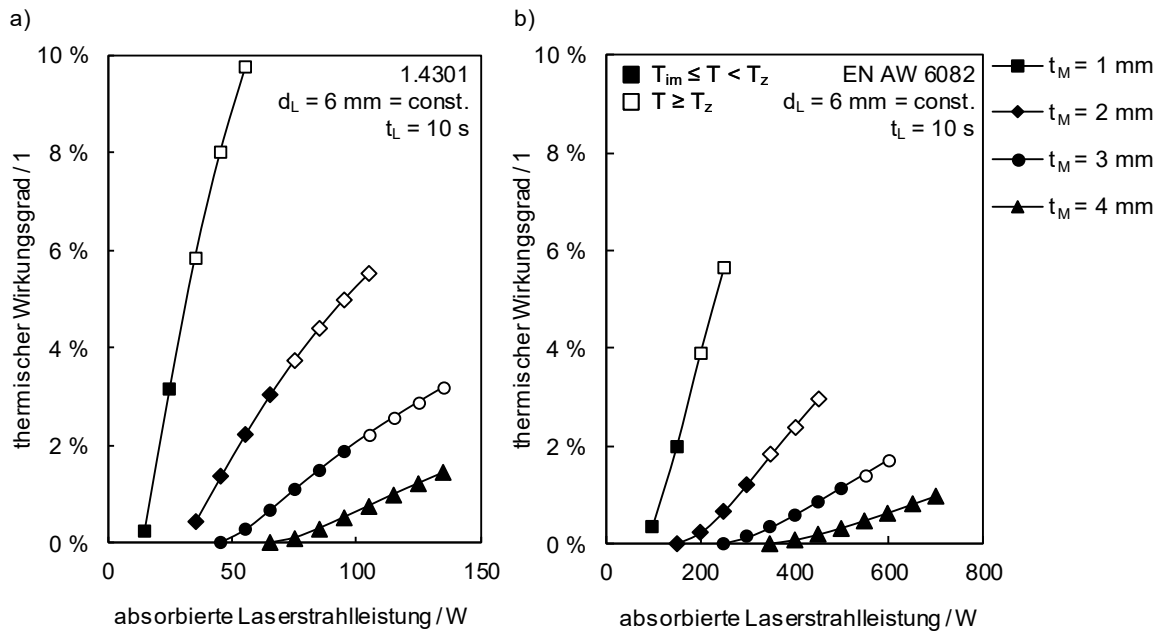 a)
10 %
8 %
6 %
4 %
2 %
0 %
thermischer Wirkungsgrad / 1
1.4301
d_L = 6 mm = const.
t_L = 10 s
0 50 100 150
absorbierte Laserstrahlleistung / W
b)
10 %
8 %
6 %
4 %
2 %
0 %
thermischer Wirkungsgrad / 1
T_im ≤ T < T_z
T ≥ T_z
EN AW 6082
d_L = 6 mm = const.
t_L = 10 s
0 200 400 600 800
absorbierte Laserstrahlleistung / W
t_M = 1 mm
t_M = 2 mm
t_M = 3 mm
t_M = 4 mm